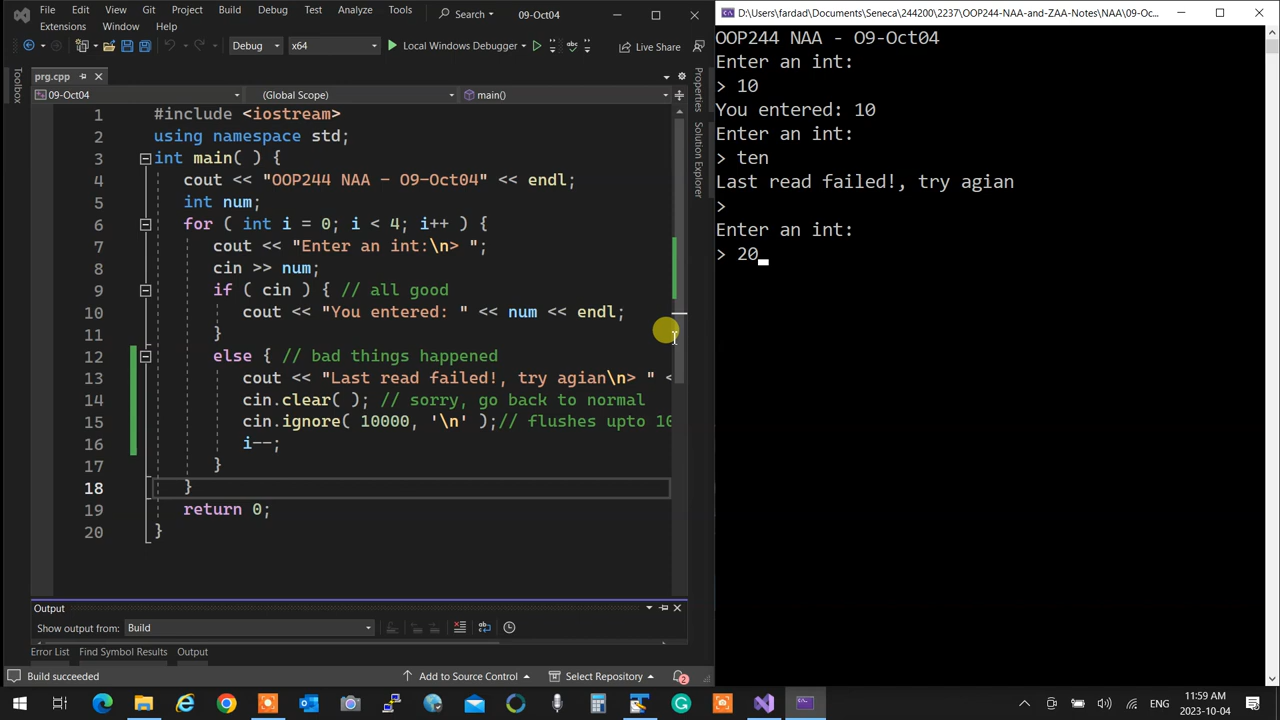 File Edit View Git Project Build Debug Test Analyze Tools Search 09-Oct04
Extensions Window Help
Debug x64 Local Windows Debugger Live Share
Toolbox
prg.cpp
09-Oct04 (Global Scope) main()
1 #include <iostream>
2 using namespace std;
3 int main( ) {
4 cout << "OOP244 NAA - O9-Oct04" << endl;
5 int num;
6 for ( int i = 0; i < 4; i++ ) {
7 cout << "Enter an int:\n> ";
8 cin >> num;
9 if ( cin ) { // all good
10 cout << "You entered: " << num << endl;
11 }
12 else { // bad things happened
13 cout << "Last read failed!, try agian\n> " <
14 cin.clear( ); // sorry, go back to normal
15 cin.ignore( 10000, '\n' );// flushes upto 10
16 i--;
17 }
18 }
19 return 0;
20 }
Properties
Solution Explorer
Output
Show output from: Build
Error List Find Symbol Results Output
Build succeeded Add to Source Control Select Repository 2
D:\Users\fardad\Documents\Seneca\244200\2237\OOP244-NAA-and-ZAA-Notes\NAA\09-Oc...
OOP244 NAA - O9-Oct04
Enter an int:
> 10
You entered: 10
Enter an int:
> ten
Last read failed!, try agian
>
Enter an int:
> 20
ENG
11:59 AM
2023-10-04